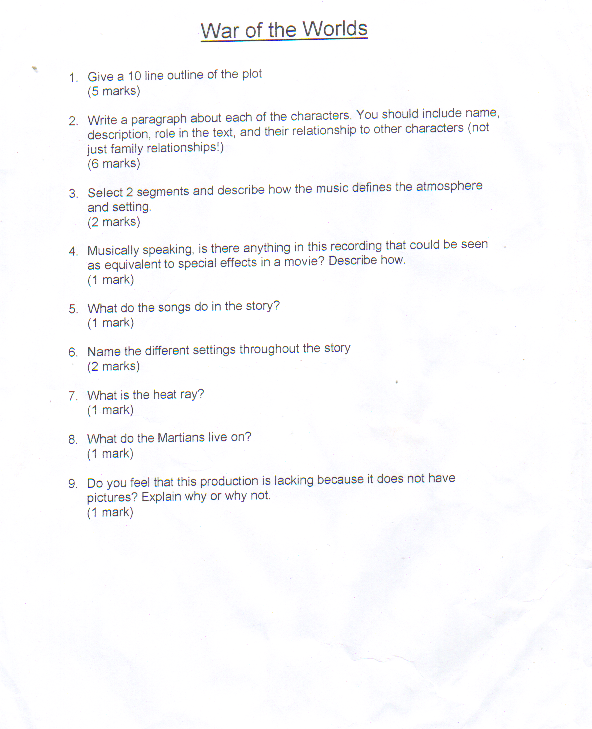 War of the Worlds
1. Give a 10 line outline of the plot
(5 marks)
2. Write a paragraph about each of the characters. You should include name,
description, role in the text, and their relationship to other characters (not
just family relationships!)
(6 marks)
3. Select 2 segments and describe how the music defines the atmosphere
and setting.
(2 marks)
4. Musically speaking, is there anything in this recording that could be seen
as equivalent to special effects in a movie? Describe how.
(1 mark)
5. What do the songs do in the story?
(1 mark)
6. Name the different settings throughout the story
(2 marks)
7. What is the heat ray?
(1 mark)
8. What do the Martians live on?
(1 mark)
9. Do you feel that this production is lacking because it does not have
pictures? Explain why or why not.
(1 mark)